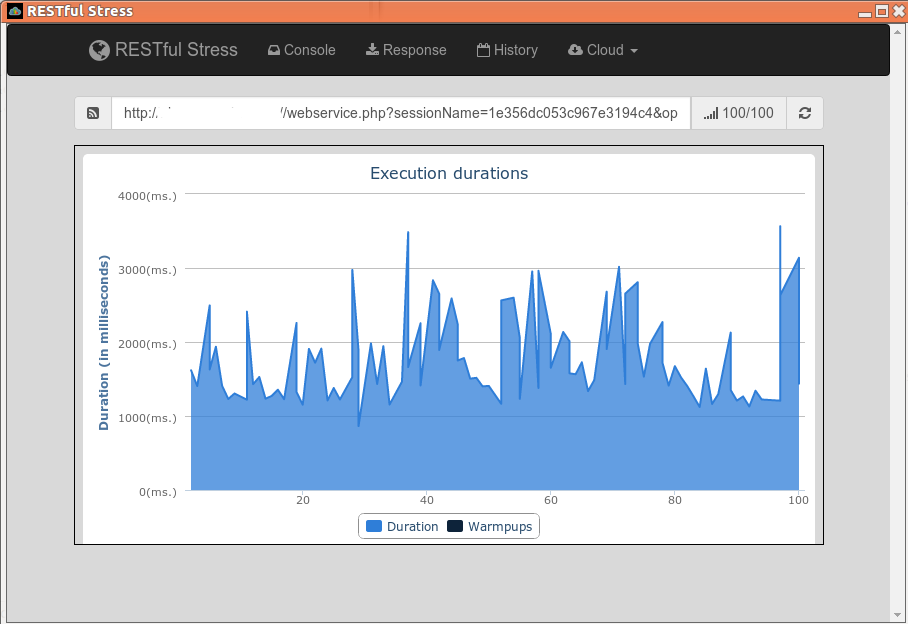 RESTful Stress
RESTful Stress Console Response History Cloud
http:/. //webservice.php?sessionName=1e356dc053c967e3194c4&op 100/100
Execution durations
4000(ms.)
3000(ms.)
2000(ms.)
1000(ms.)
0(ms.)
Duration (in milliseconds)
20 40 60 80 100
Duration Warmpups